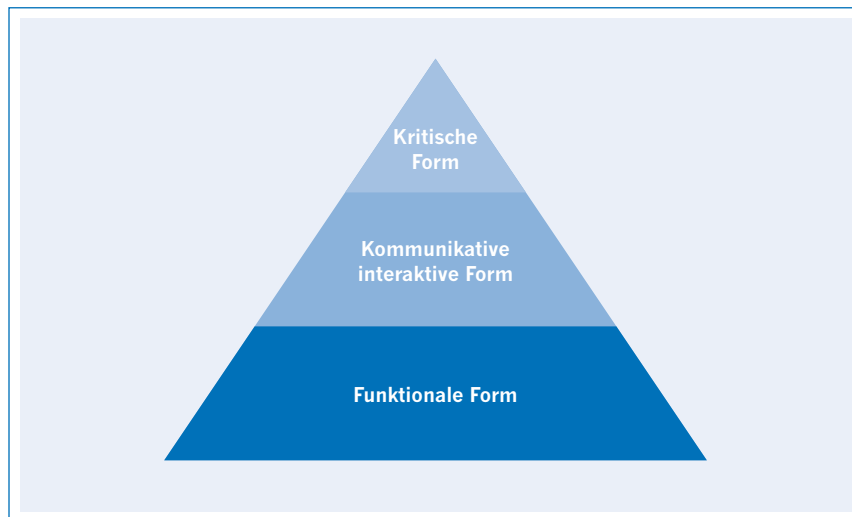 Kritische
Form
Kommunikative
interaktive Form
Funktionale Form